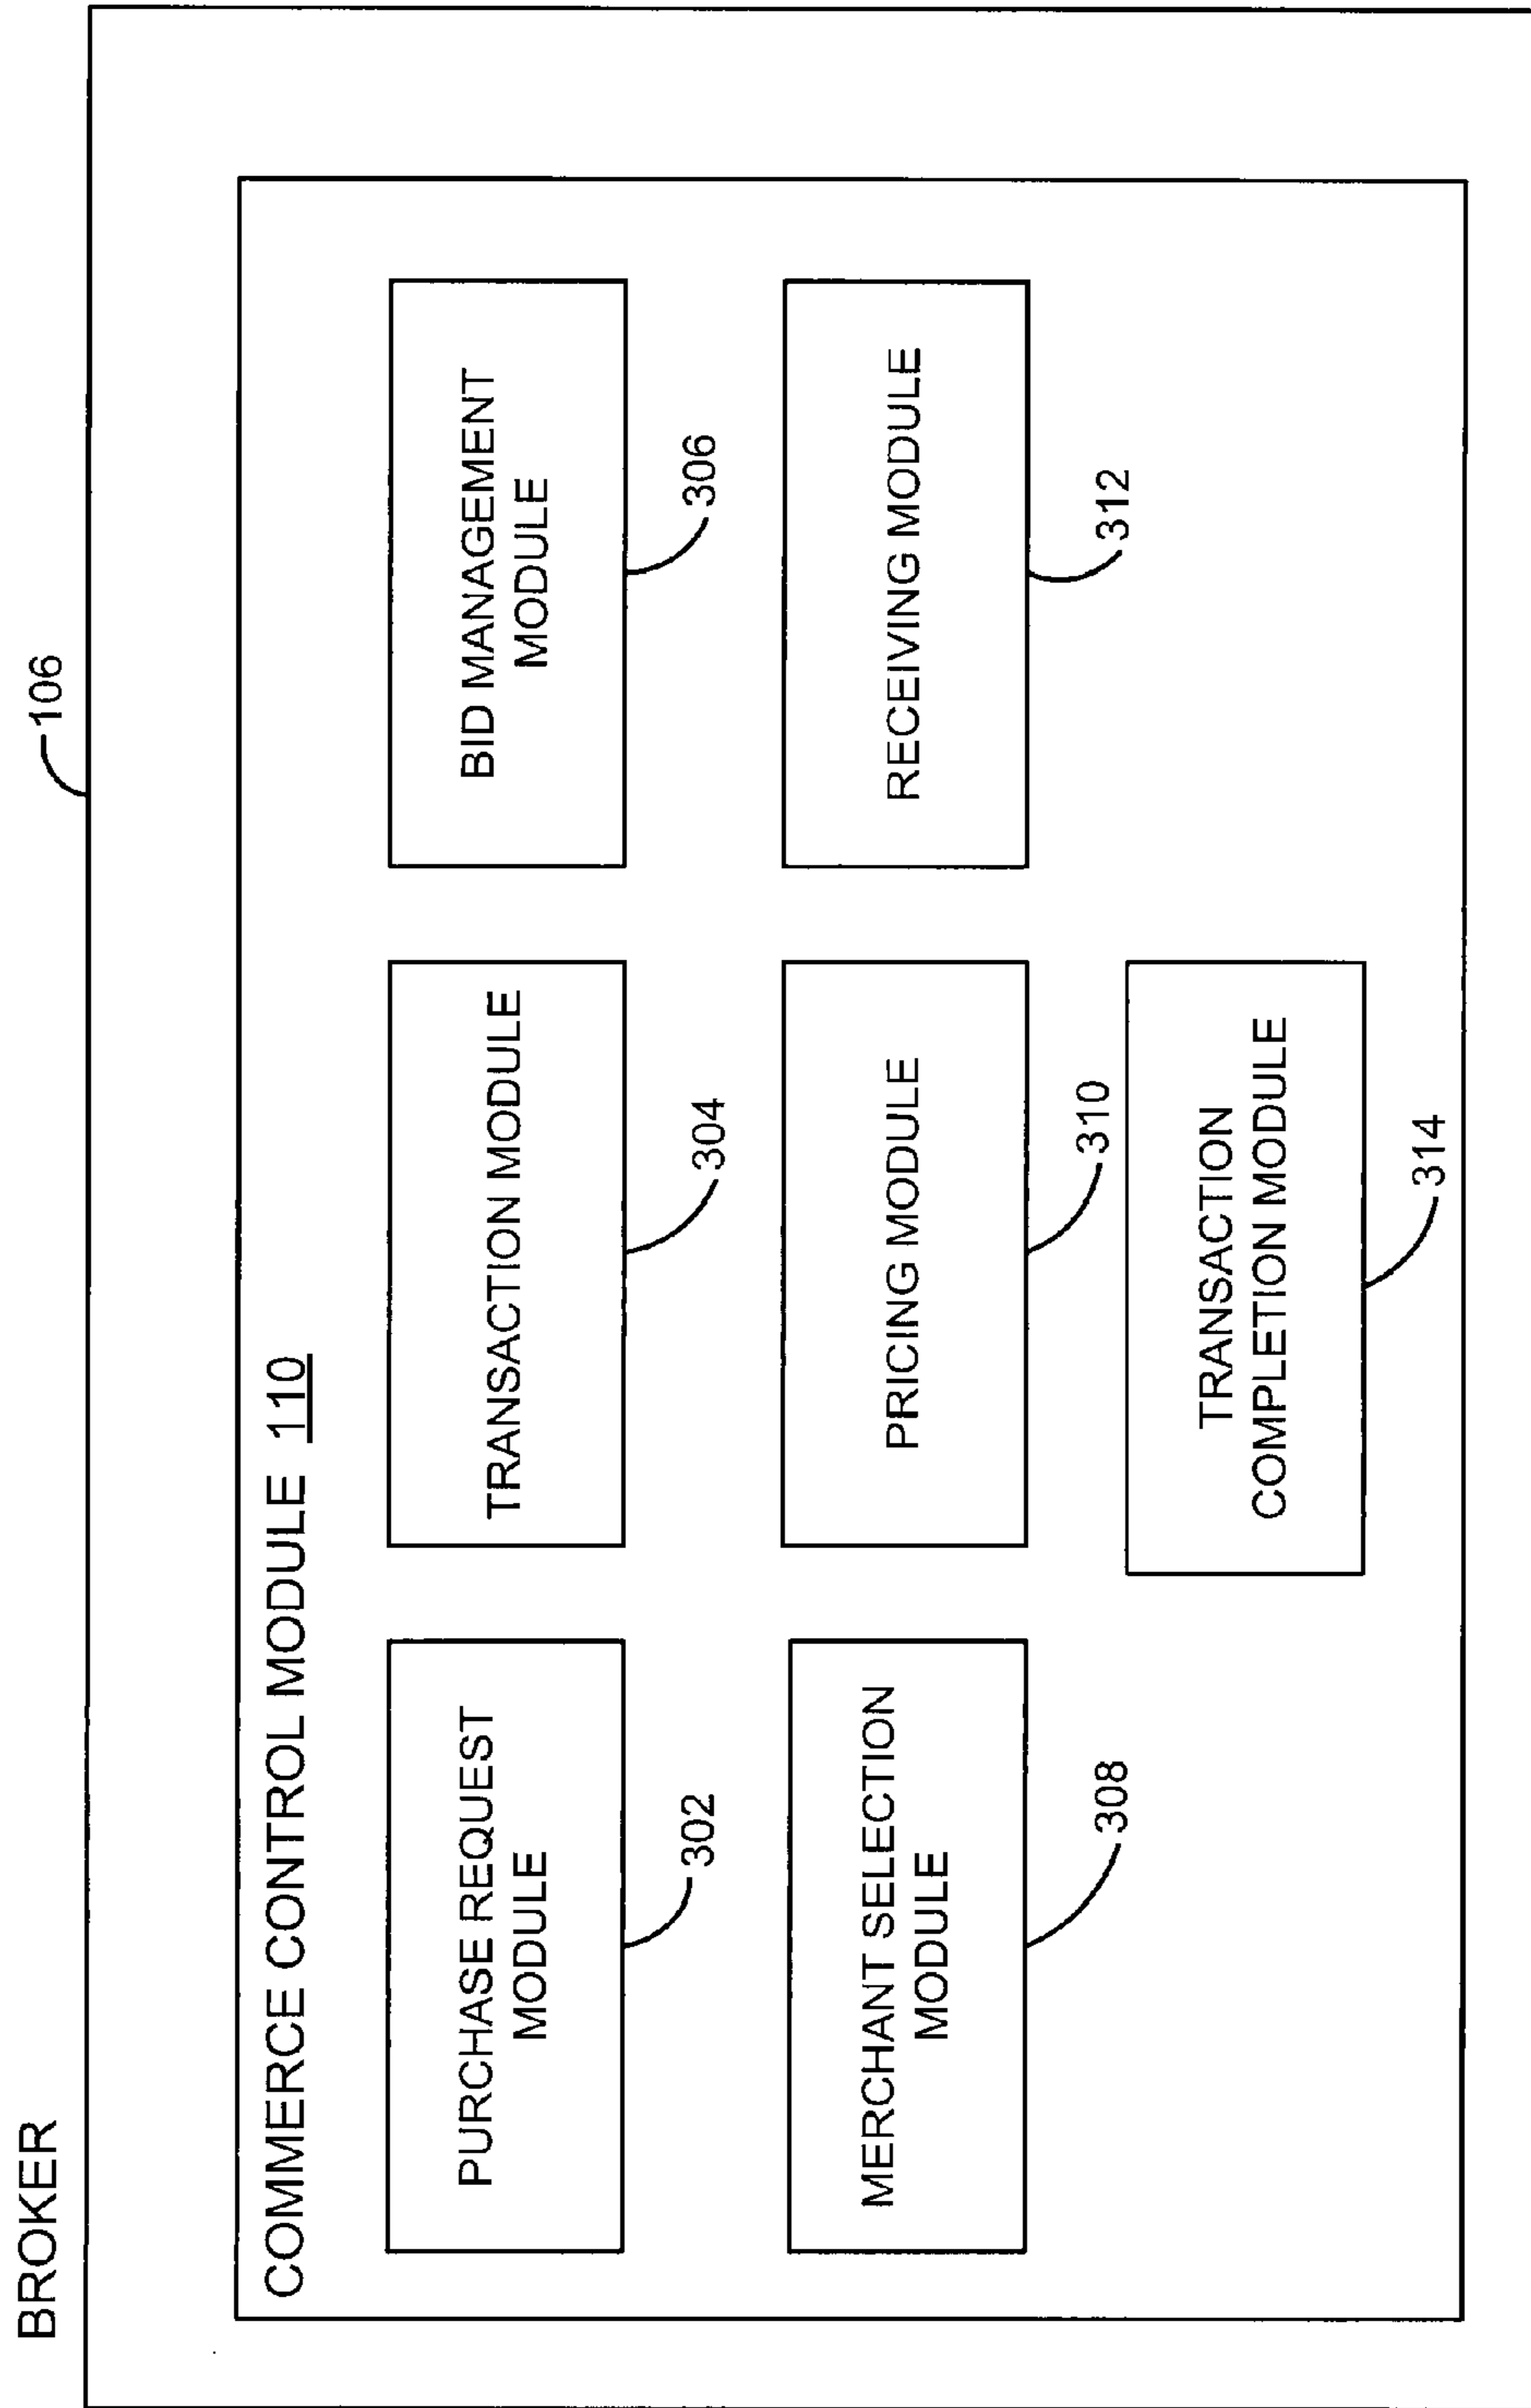 BROKER
106
COMMERCE CONTROL MODULE 110
PURCHASE REQUEST
MODULE
302
TRANSACTION MODULE
304
BID MANAGEMENT
MODULE
306
MERCHANT SELECTION
MODULE
308
PRICING MODULE
310
RECEIVING MODULE
312
TRANSACTION
COMPLETION MODULE
314